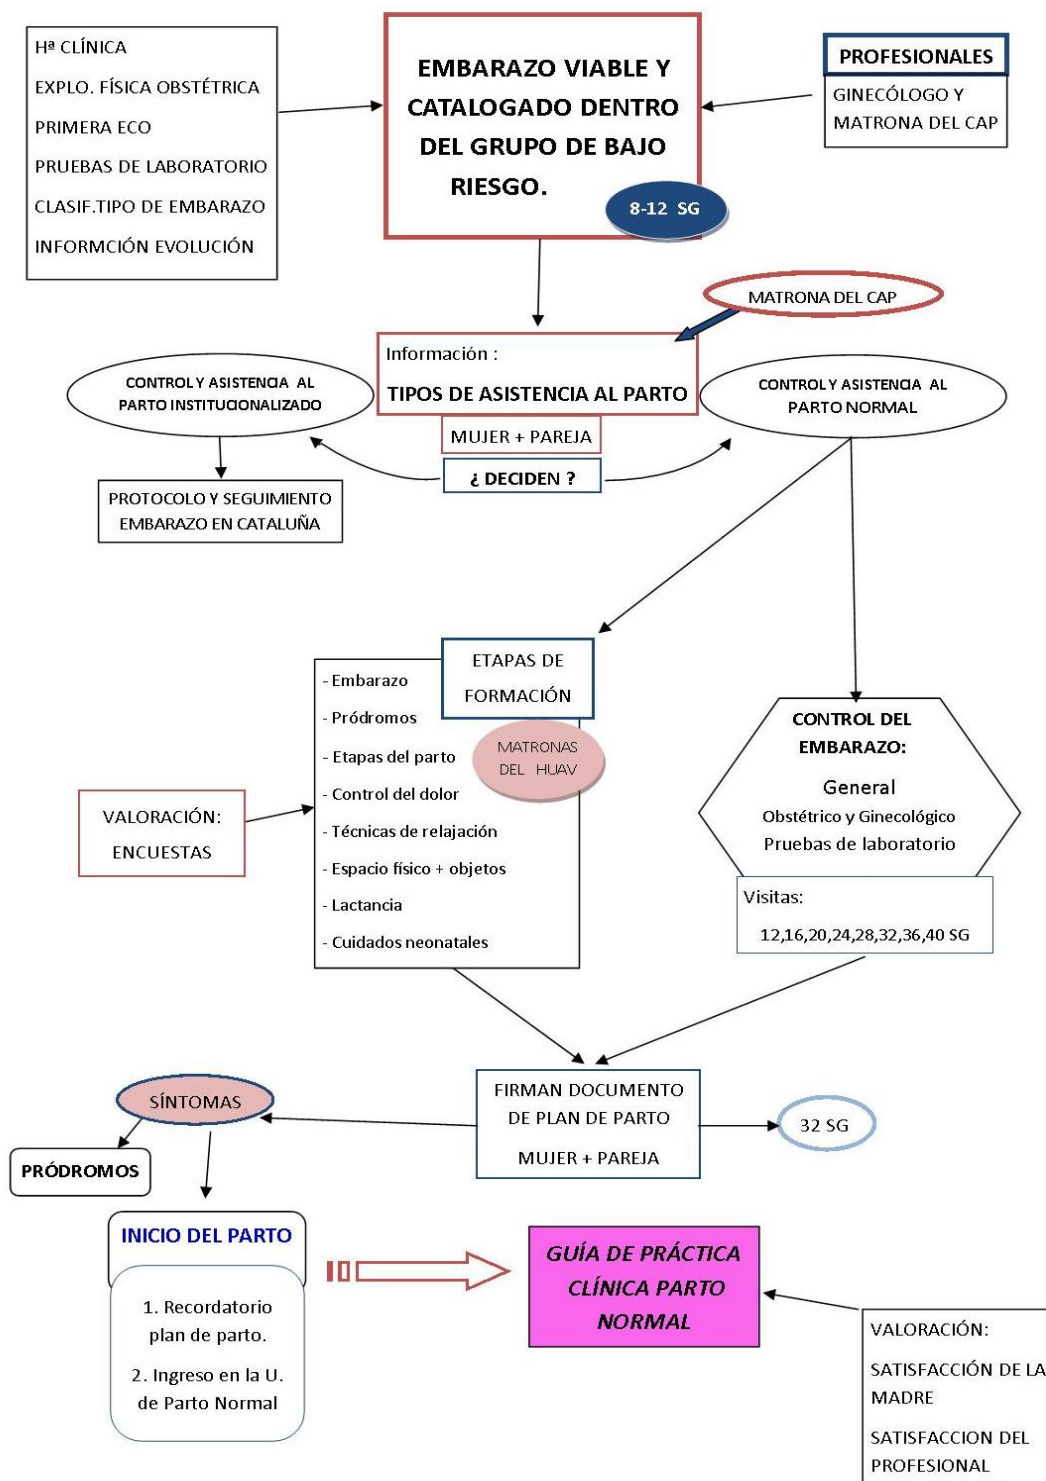 Hª CLÍNICA
EXPLO. FÍSICA OBSTÉTRICA
PRIMERA ECO
PRUEBAS DE LABORATORIO
CLASIF.TIPO DE EMBARAZO
INFORMCIÓN EVOLUCIÓN
EMBARAZO VIABLE Y
CATALOGADO DENTRO
DEL GRUPO DE BAJO
RIESGO.
8-12 SG
PROFESIONALES
GINECÓLOGO Y
MATRONA DEL CAP
MATRONA DEL CAP
Información :
TIPOS DE ASISTENCIA AL PARTO
MUJER + PAREJA
¿ DECIDEN ?
CONTROL Y ASISTENCIA AL
PARTO INSTITUCIONALIZADO
PROTOCOLO Y SEGUIMIENTO
EMBARAZO EN CATALUÑA
CONTROL Y ASISTENCIA AL
PARTO NORMAL
ETAPAS DE
FORMACIÓN
MATRONAS
DEL HUAV
- Embarazo
- Pródromos
- Etapas del parto
- Control del dolor
- Técnicas de relajación
- Espacio físico + objetos
- Lactancia
- Cuidados neonatales
VALORACIÓN:
ENCUESTAS
CONTROL DEL
EMBARAZO:
General
Obstétrico y Ginecológico
Pruebas de laboratorio
Visitas:
12,16,20,24,28,32,36,40 SG
FIRMAN DOCUMENTO
DE PLAN DE PARTO
MUJER + PAREJA
32 SG
SÍNTOMAS
PRÓDROMOS
INICIO DEL PARTO
1. Recordatorio
plan de parto.
2. Ingreso en la U.
de Parto Normal
GUÍA DE PRÁCTICA
CLÍNICA PARTO
NORMAL
VALORACIÓN:
SATISFACCIÓN DE LA
MADRE
SATISFACCION DEL
PROFESIONAL